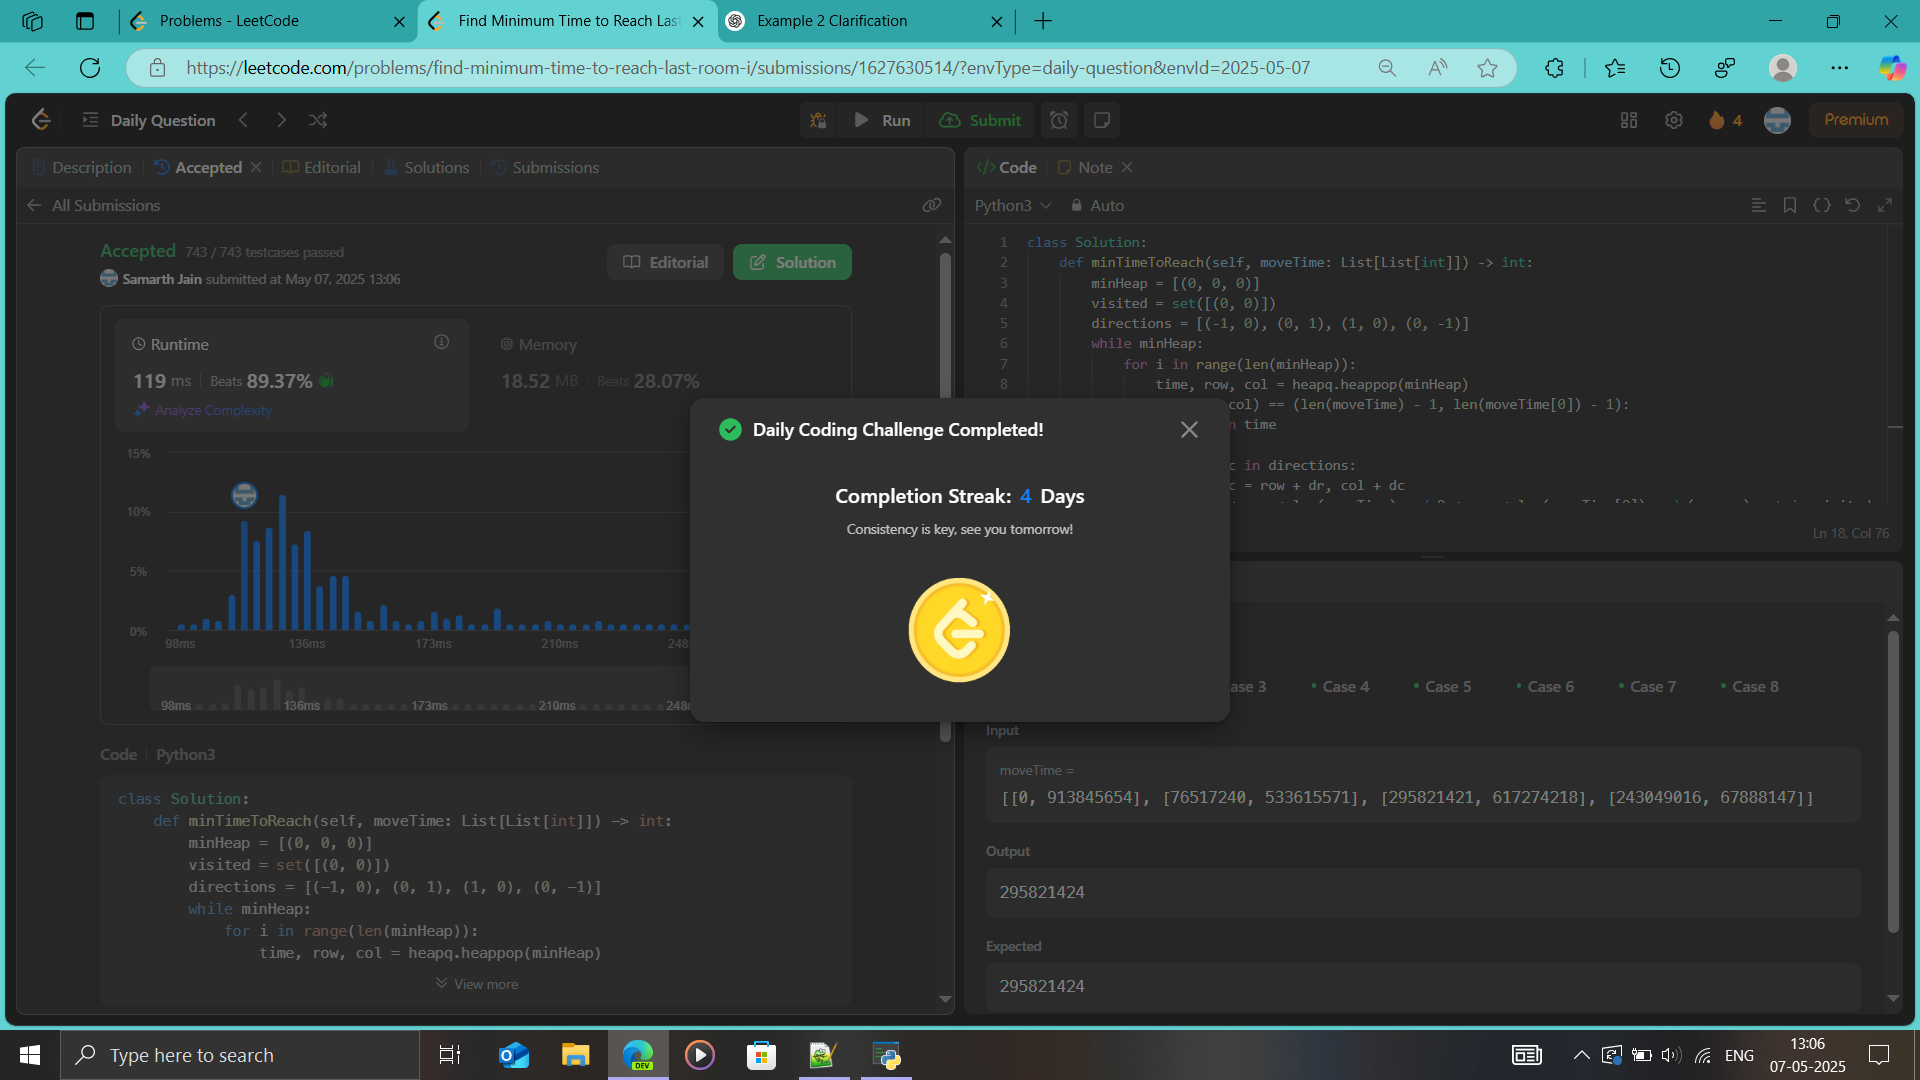 Problems - LeetCode
Find Minimum Time to Reach Las
Example 2 Clarification
https://leetcode.com/problems/find-minimum-time-to-reach-last-room-i/submissions/1627630514/?envType=daily-question&envId=2025-05-07
Daily Question
Run
Submit
4
Premium
Description
Accepted
Editorial
Solutions
Submissions
All Submissions
Accepted 743 / 743 testcases passed
Samarth Jain submitted at May 07, 2025 13:06
Editorial
Solution
Runtime
119 ms Beats 89.37%
Analyze Complexity
Memory
18.52 MB Beats 28.07%
15%
10%
5%
0%
98ms 136ms 173ms 210ms 248
98ms 136ms 173ms 210ms 248
Code Python3
class Solution:
def minTimeToReach(self, moveTime: List[List[int]]) -> int:
minHeap = [(0, 0, 0)]
visited = set([(0, 0)])
directions = [(-1, 0), (0, 1), (1, 0), (0, -1)]
while minHeap:
for i in range(len(minHeap)):
time, row, col = heapq.heappop(minHeap)
View more
Daily Coding Challenge Completed!
Completion Streak: 4 Days
Consistency is key, see you tomorrow!
</> Code
Note
Python3
Auto
1 class Solution:
2 def minTimeToReach(self, moveTime: List[List[int]]) -> int:
3 minHeap = [(0, 0, 0)]
4 visited = set([(0, 0)])
5 directions = [(-1, 0), (0, 1), (1, 0), (0, -1)]
6 while minHeap:
7 for i in range(len(minHeap)):
8 time, row, col = heapq.heappop(minHeap)
col) == (len(moveTime) - 1, len(moveTime[0]) - 1):
n time
c in directions:
c = row + dr, col + dc
Ln 18, Col 76
ase 3
Case 4
Case 5
Case 6
Case 7
Case 8
Input
moveTime =
[[0, 913845654], [76517240, 533615571], [295821421, 617274218], [243049016, 67888147]]
Output
295821424
Expected
295821424
Type here to search
DEV
ENG
13:06
07-05-2025